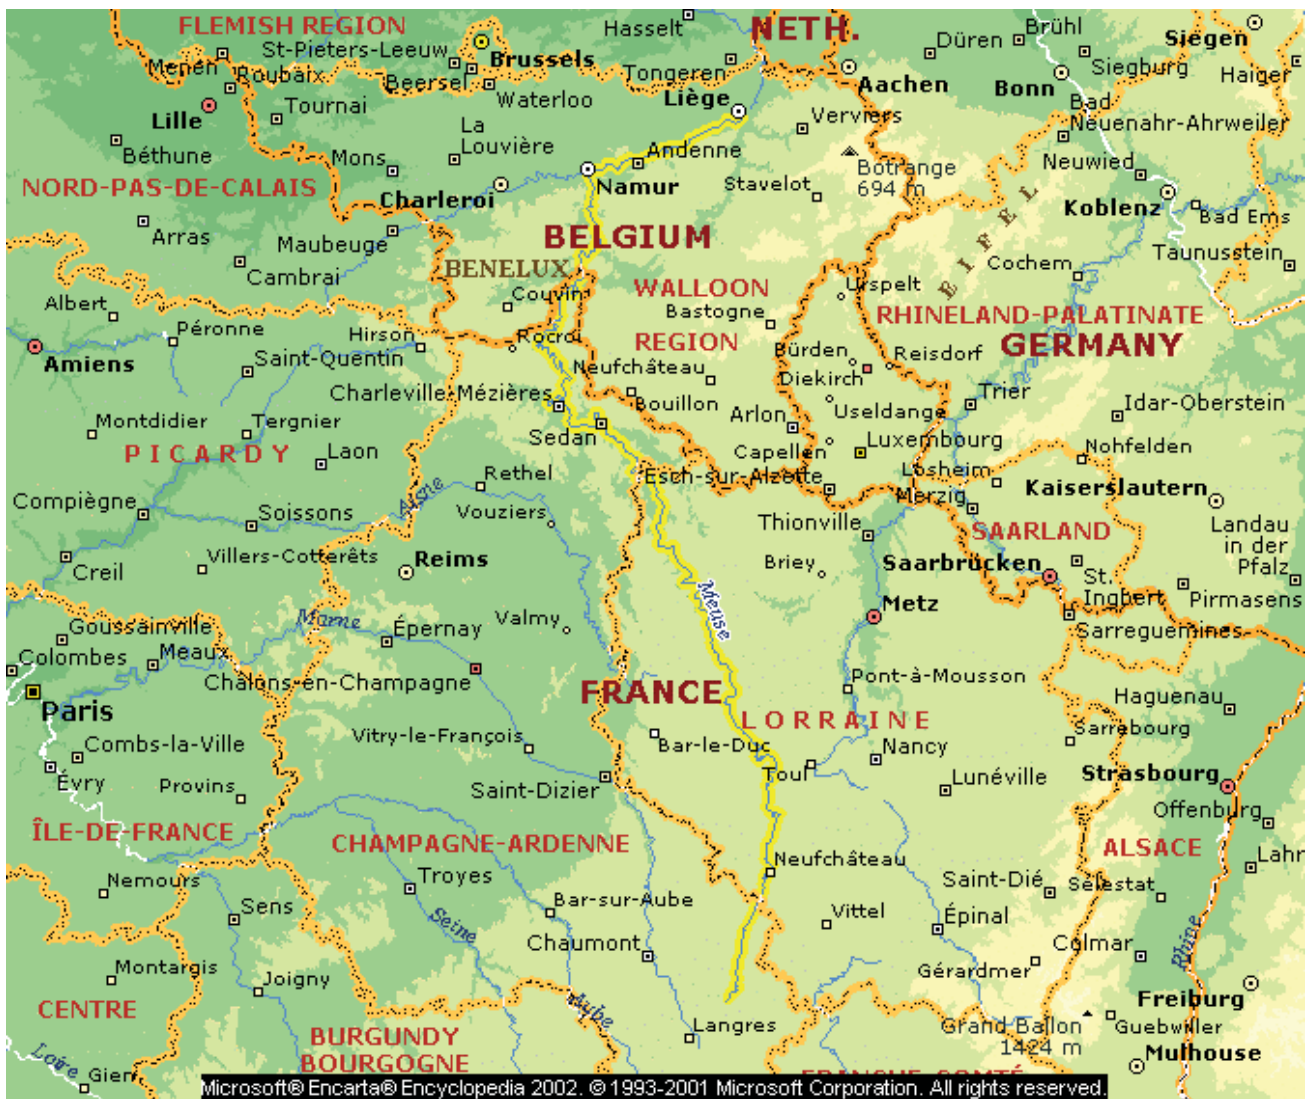 FLEMISH REGION
Hasselt
NETH.
Brühl
Siegen
St-Pieters-Leeuw
Brussels
Düren
Menen
Roubaix
Beersel
Tongeren
Aachen
Siegburg
Haiger
Tournai
Waterloo
Liège
Bonn
Bad
Neuenahr-Ahrweiler
Lille
La
Louvière
Verviers
Béthune
Mons
Andenne
Botrange
694 m
Neuwied
NORD-PAS-DE-CALAIS
Charleroi
Namur
Stavelot
Koblenz
Bad Ems
Arras
Maubeuge
BELGIUM
EIFEL
Taunusstein
Cambrai
BENELUX
Cochem
Albert
Couvin
WALLOON
REGION
Urspelt
Péronne
Hirson
Rocroi
Bastogne
RHINELAND-PALATINATE
GERMANY
Amiens
Saint-Quentin
Neufchâteau
Bürden
Reisdorf
Diekirch
Charleville-Mézières
Bouillon
Useldange
Trier
Idar-Oberstein
Montdidier
Tergnier
Sedan
Arlon
Luxembourg
PICARDY
Laon
Capellen
Nohfelden
Rethel
Esch-sur-Alzette
Losheim
Compiègne
Aisne
Merzig
Kaiserslautern
Soissons
Vouziers
Thionville
SAARLAND
Landau
in der
Pfalz
Villers-Cotterêts
Reims
Briey
Saarbrücken
St.
Ingbert
Creil
Meuse
Metz
Pirmasens
Marne
Valmy
Goussainville
Épernay
Sarreguemines
Colombes
Meaux
Châlons-en-Champagne
FRANCE
Pont-à-Mousson
Haguenau
Paris
LORRAINE
Combs-la-Ville
Vitry-le-François
Bar-le-Duc
Nancy
Sarrebourg
Évry
Provins
Saint-Dizier
Toul
Lunéville
Strasbourg
Offenburg
ÎLE-DE-FRANCE
CHAMPAGNE-ARDENNE
ALSACE
Neufchâteau
Lahr
Nemours
Troyes
Saint-Dié
Sélestat
Sens
Seine
Bar-sur-Aube
Vittel
Épinal
Chaumont
Colmar
Rhine
Montargis
Joigny
Gérardmer
CENTRE
Aube
Freiburg
BURGUNDY
BOURGOGNE
Langres
Grand Ballon
1424 m
Guebwiller
Loire
Mulhouse
Gien
FRANCHE-COMTÉ
Microsoft® Encarta® Encyclopedia 2002. © 1993-2001 Microsoft Corporation. All rights reserved.